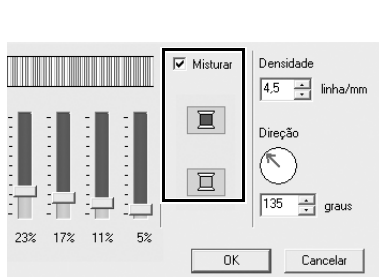 Misturar
Densidade
4,5 linha/mm
Direção
135 graus
23% 17% 11% 5%
OK Cancelar